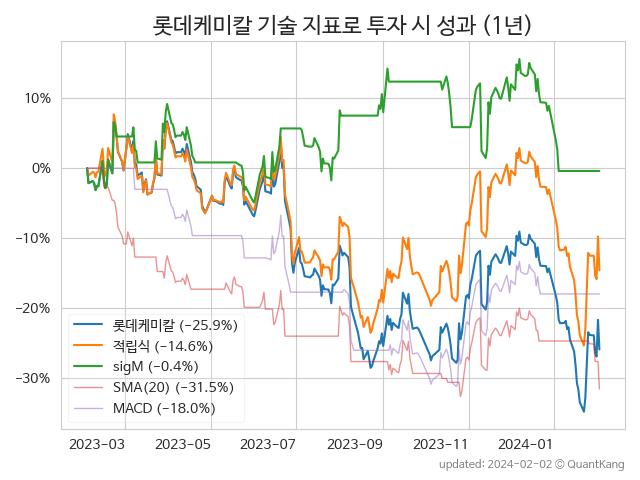 롯데케미칼 기술 지표로 투자 시 성과 (1년)
10%
0%
−10%
−20%
−30%
롯데케미칼 (−25.9%)
적립식 (−14.6%)
sigM (−0.4%)
SMA(20) (−31.5%)
MACD (−18.0%)
2023-03 2023-05 2023-07 2023-09 2023-11 2024-01
updated: 2024-02-02 © QuantKang